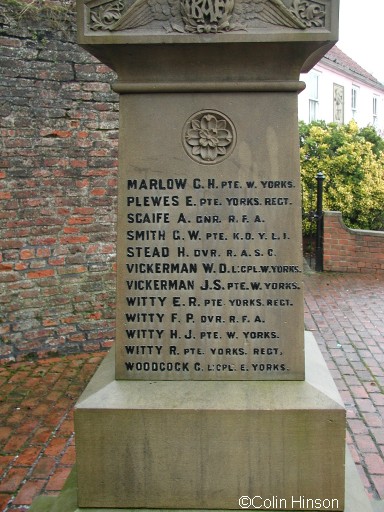 MARLOW C.H. PTE. W. YORKS.
PLEWES E. PTE. YORKS. REGT.
SCAIFE A. GNR. R. F. A.
SMITH G.W. PTE. K.O.Y.L.I.
STEAD H. DVR. R. A. S. C.
VICKERMAN W.D. L:CPL.W.YORKS.
VICKERMAN J.S. PTE.W.YORKS.
WITTY E.R. PTE. YORKS. REGT.
WITTY F.P. DVR. R. F. A.
WITTY H.J. PTE. W. YORKS.
WITTY R. PTE YORKS. REGT,
WOODCOCK C. L:CPL. E. YORKS.
©Colin Hinson